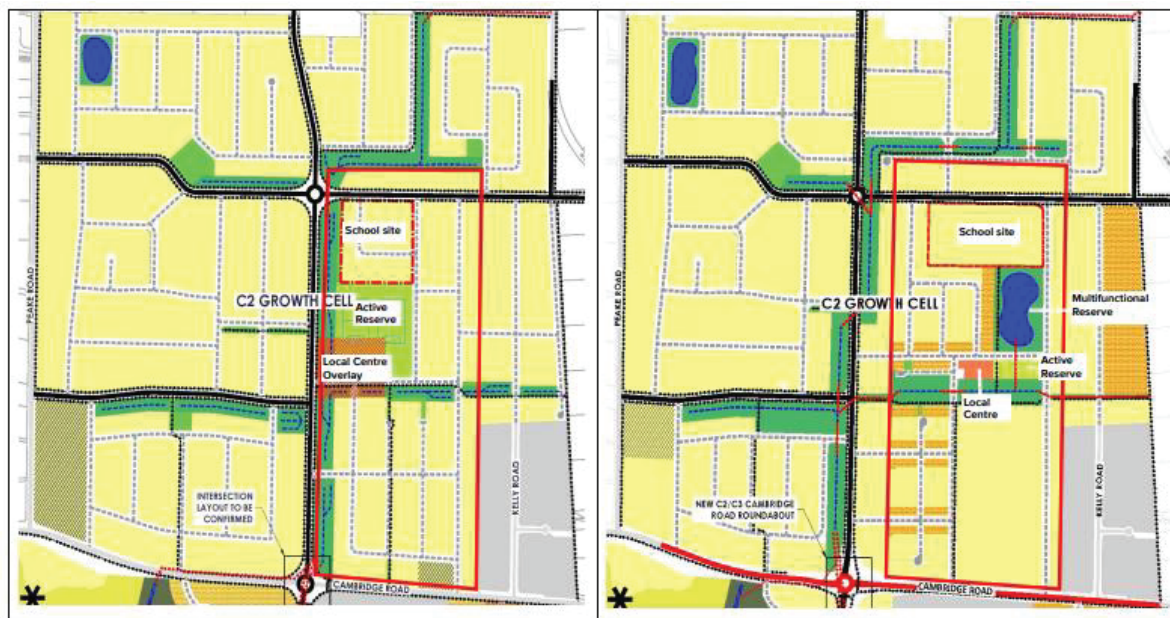 School site
PEAKE ROAD
C2 GROWTH CELL
Active
Reserve
Local Centre
Overlay
KELLY ROAD
INTERSECTION
LAYOUT TO BE
CONFIRMED
CAMBRIDGE ROAD
School site
PEAKE ROAD
C2 GROWTH CELL
Multifunctional
Reserve
Active
Reserve
Local
Centre
KELLY ROAD
NEW C2/C3 CAMBRIDGE
ROAD ROUNDABOUT
CAMBRIDGE ROAD